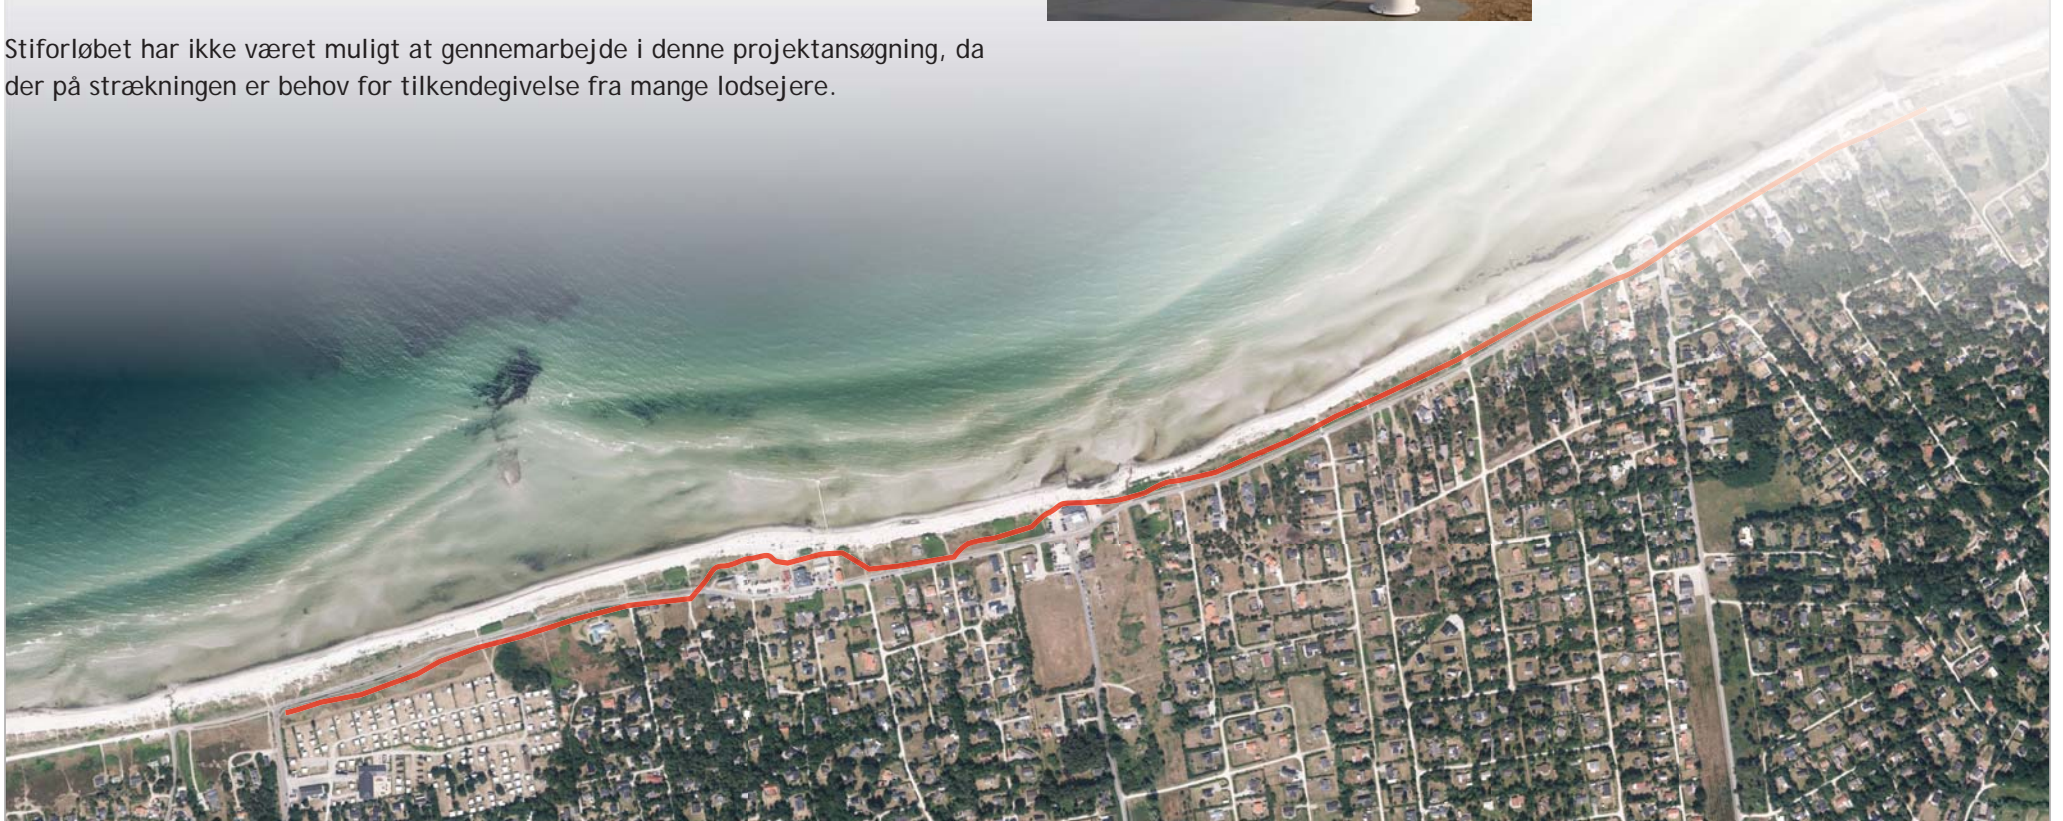 Stiforløbet har ikke været muligt at gennemarbejde i denne projektansøgning, da
der på strækningen er behov for tilkendegivelse fra mange lodsejere.